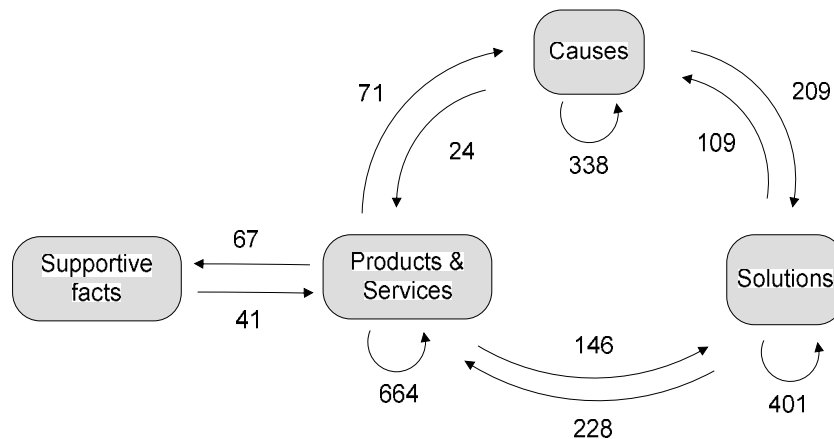 Causes
71
209
24
338
109
67
Supportive
facts
41
Products &
Services
Solutions
664
146
228
401